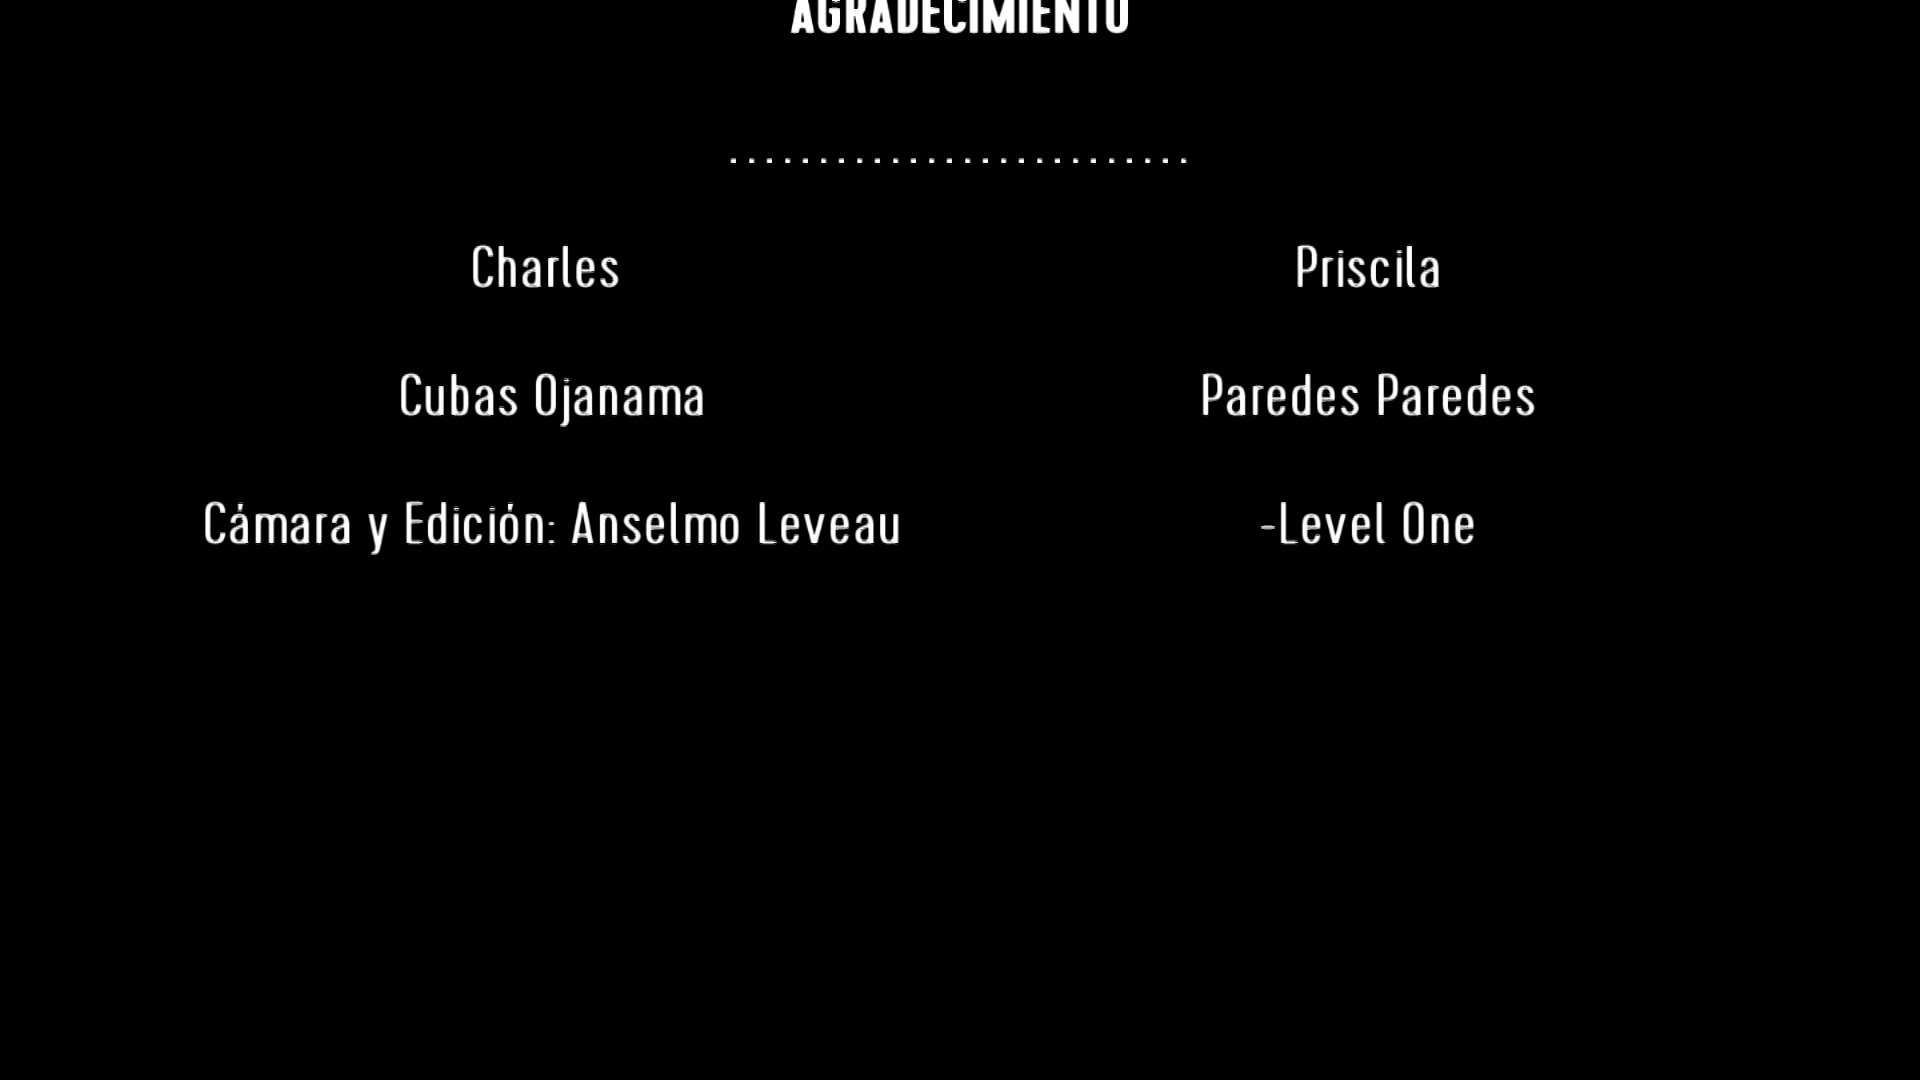 AGRADECIMIENTO
..........................
Charles
Priscila
Cubas Ojanama
Paredes Paredes
Cámara y Edición: Anselmo Leveau
-Level One